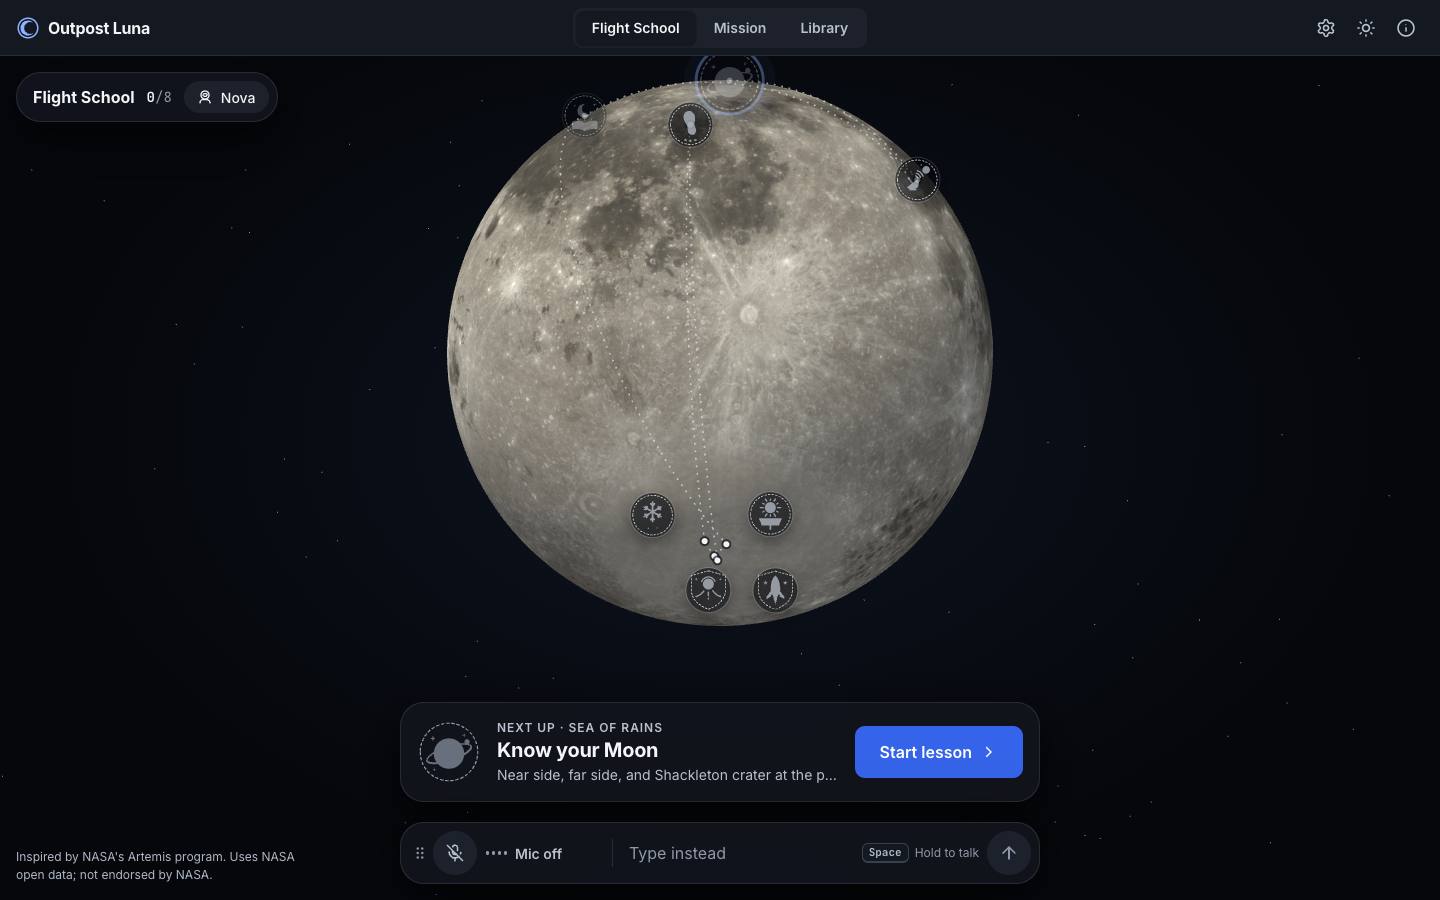 Outpost Luna
Flight School
Mission
Library
Flight School 0/8 Nova
NEXT UP · SEA OF RAINS
Know your Moon
Near side, far side, and Shackleton crater at the p...
Start lesson
Mic off
Type instead
Space Hold to talk
Inspired by NASA's Artemis program. Uses NASA
open data; not endorsed by NASA.